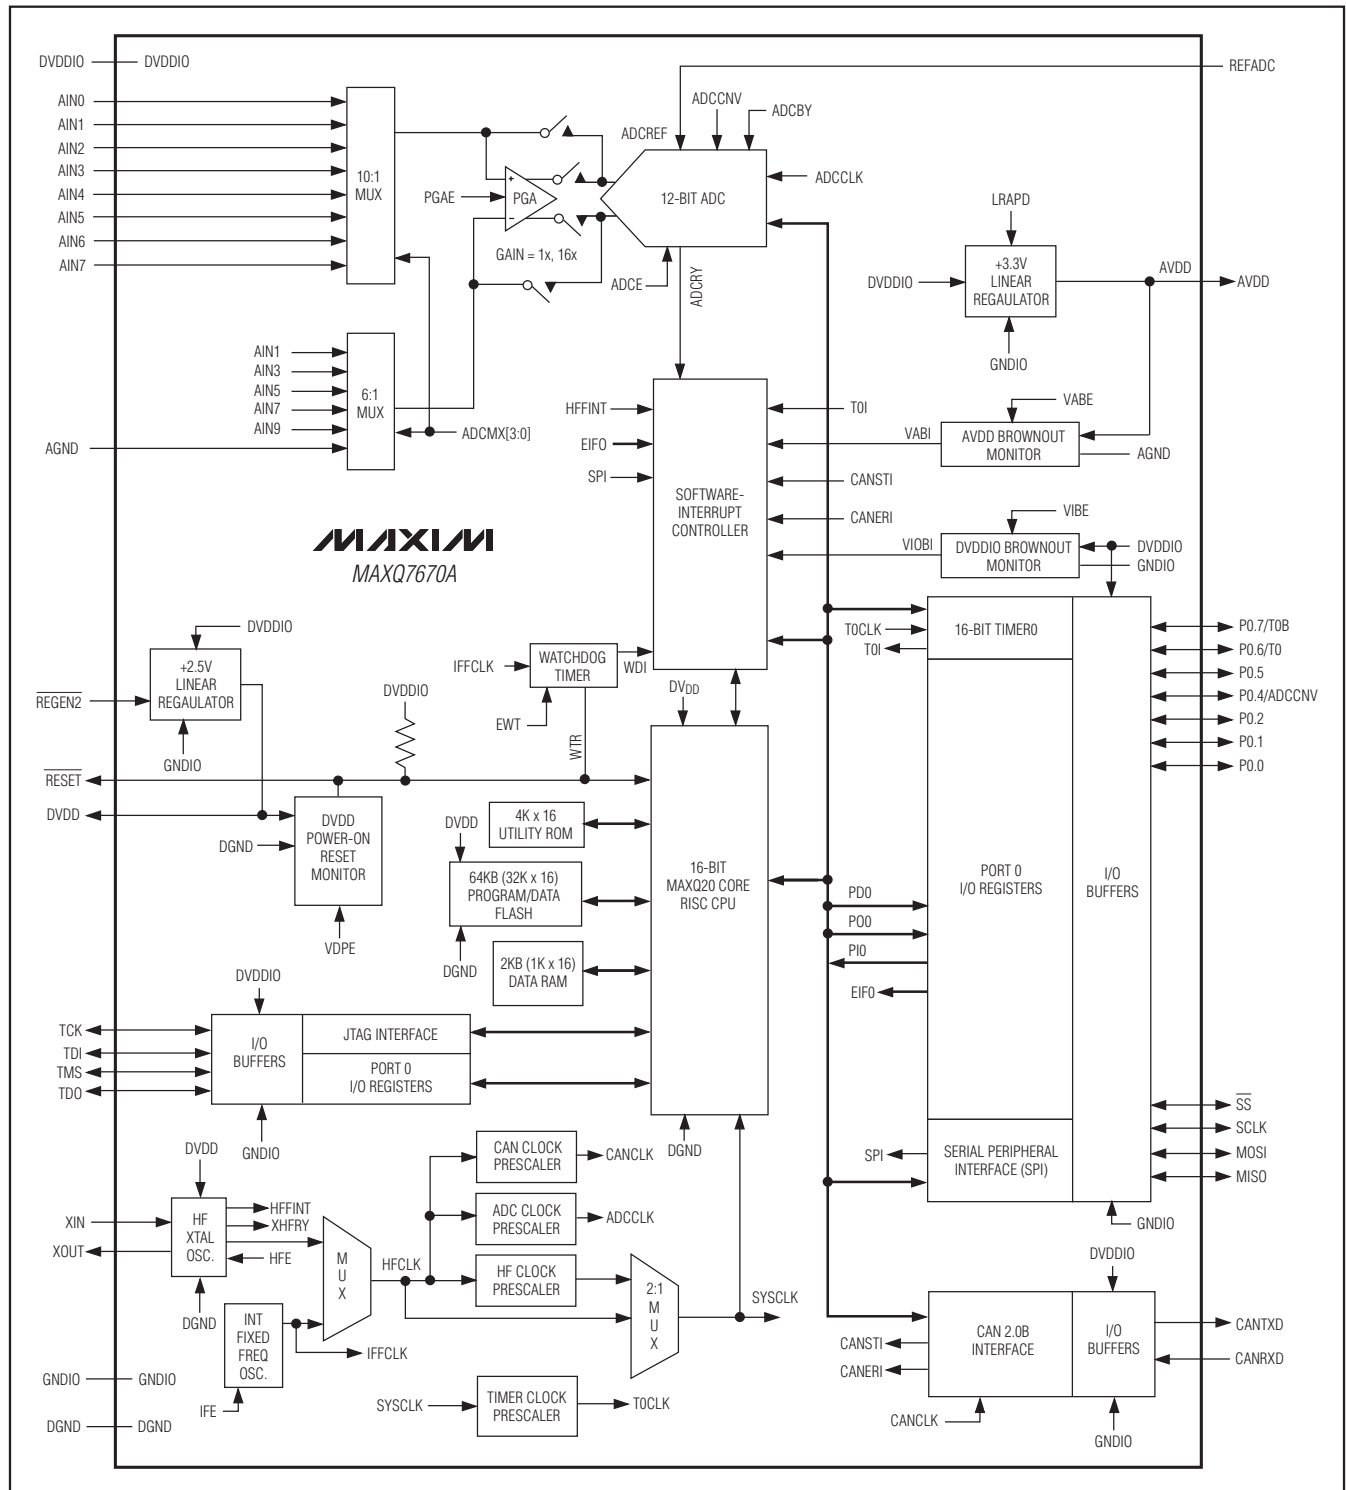 DVDDIO
DVDDIO
REFADC
AIN0
AIN1
AIN2
AIN3
AIN4
AIN5
AIN6
AIN7
10:1
MUX
PGAE
+
PGA
−
GAIN = 1x, 16x
ADCREF
ADCCNV
ADCBY
12-BIT ADC
ADCCLK
ADCE
ADCRY
LRAPD
DVDDIO
+3.3V
LINEAR
REGAULATOR
AVDD
AVDD
GNDIO
AIN1
AIN3
AIN5
AIN7
AIN9
AGND
6:1
MUX
ADCMX[3:0]
HFFINT
EIFO
SPI
SOFTWARE-
INTERRUPT
CONTROLLER
T0I
VABI
CANSTI
CANERI
VIOBI
VABE
AVDD BROWNOUT
MONITOR
AGND
VIBE
DVDDIO BROWNOUT
MONITOR
DVDDIO
GNDIO
MAXIM
MAXQ7670A
DVDDIO
+2.5V
LINEAR
REGAULATOR
REGEN2
GNDIO
DVDDIO
IFFCLK
WATCHDOG
TIMER
WDI
EWT
WTR
DVDD
T0CLK
T0I
16-BIT TIMER0
P0.7/T0B
P0.6/T0
P0.5
P0.4/ADCCNV
P0.2
P0.1
P0.0
RESET
DVDD
DGND
DVDD
POWER-ON
RESET
MONITOR
VDPE
4K x 16
UTILITY ROM
DVDD
64KB (32K x 16)
PROGRAM/DATA
FLASH
DGND
2KB (1K x 16)
DATA RAM
16-BIT
MAXQ20 CORE
RISC CPU
PD0
PO0
PI0
EIF0
PORT 0
I/O REGISTERS
I/O
BUFFERS
DVDDIO
TCK
TDI
TMS
TDO
I/O
BUFFERS
JTAG INTERFACE
PORT 0
I/O REGISTERS
GNDIO
DGND
SPI
SERIAL PERIPHERAL
INTERFACE (SPI)
SS
SCLK
MOSI
MISO
GNDIO
DVDD
XIN
XOUT
HF
XTAL
OSC.
HFFINT
XHFRY
HFE
DGND
MUX
HFCLK
CAN CLOCK
PRESCALER
CANCLK
ADC CLOCK
PRESCALER
ADCCLK
HF CLOCK
PRESCALER
2:1
MUX
SYSCLK
INT
FIXED
FREQ
OSC.
IFFCLK
IFE
SYSCLK
TIMER CLOCK
PRESCALER
T0CLK
DVDDIO
CAN 2.0B
INTERFACE
I/O
BUFFERS
CANSTI
CANERI
CANCLK
CANTXD
CANRXD
GNDIO
GNDIO
GNDIO
DGND
DGND